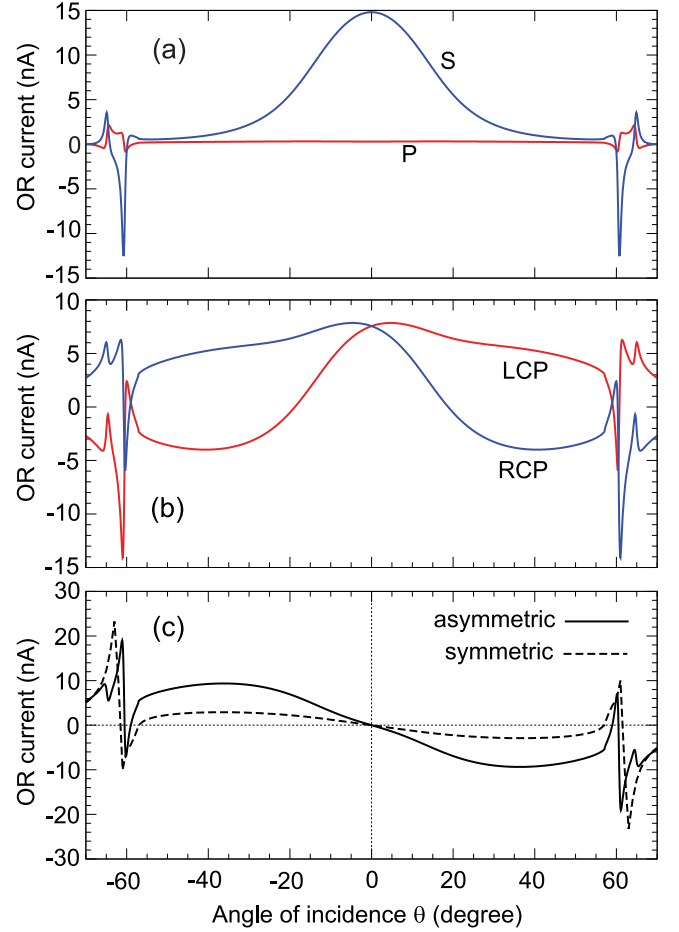 15
10
5
0
-5
-10
-15
OR current (nA)
(a)
S
P
10
5
0
-5
-10
-15
OR current (nA)
(b)
LCP
RCP
30
20
10
0
-10
-20
-30
OR current (nA)
(c)
asymmetric
symmetric
-60 -40 -20 0 20 40 60
Angle of incidence θ (degree)